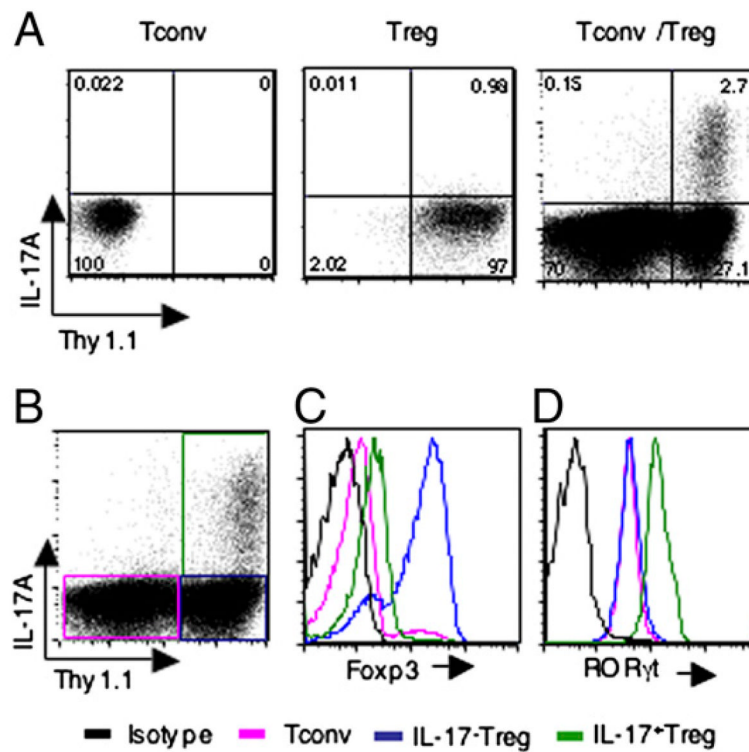 A
Tconv
Treg
Tconv /Treg
0.022
0
100
0
0.011
0.98
2.02
97
0.15
2.7
70
27.1
IL-17A
Thy 1.1
B
C
D
IL-17A
Thy 1.1
Foxp3
RORγt
Isotype
Tconv
IL-17-Treg
IL-17+Treg